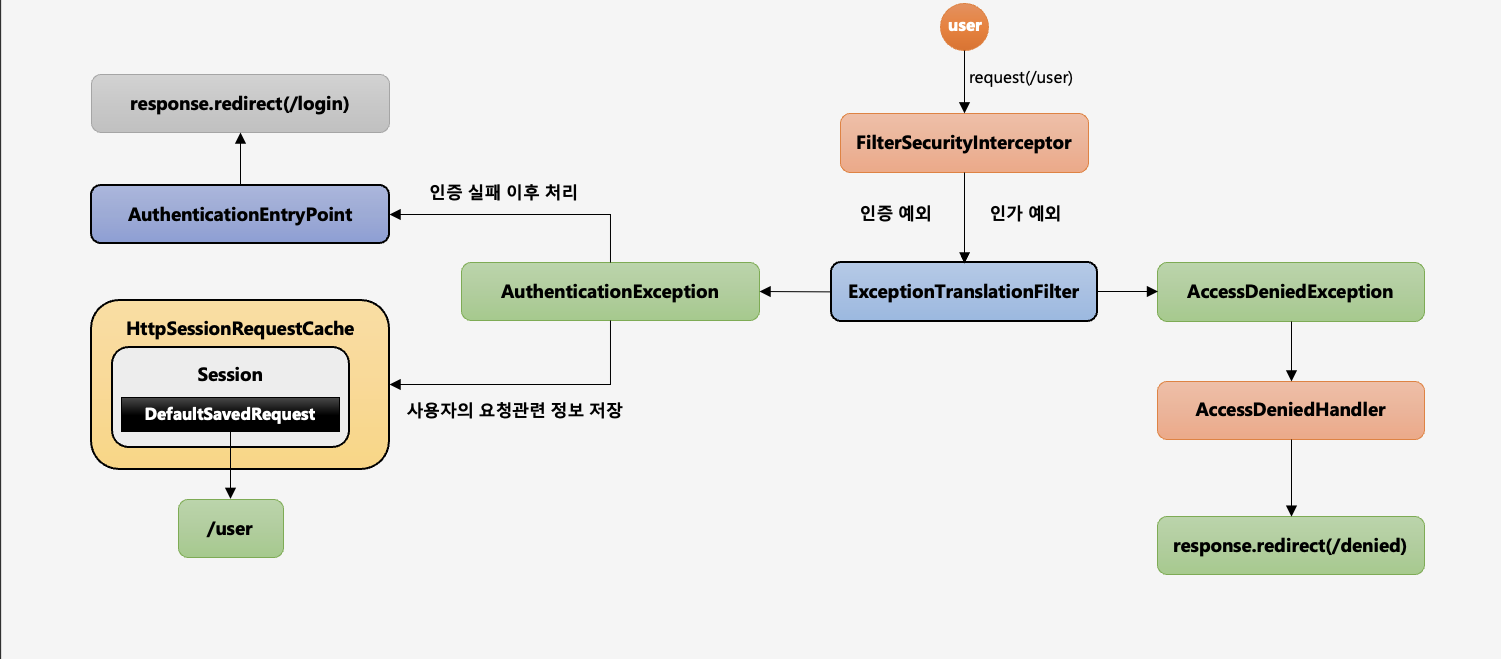 user
request(/user)
response.redirect(/login)
FilterSecurityInterceptor
인증 실패 이후 처리
AuthenticationEntryPoint
인증 예외
인가 예외
AuthenticationException
ExceptionTranslationFilter
AccessDeniedException
HttpSessionRequestCache
Session
DefaultSavedRequest
사용자의 요청관련 정보 저장
AccessDeniedHandler
/user
response.redirect(/denied)